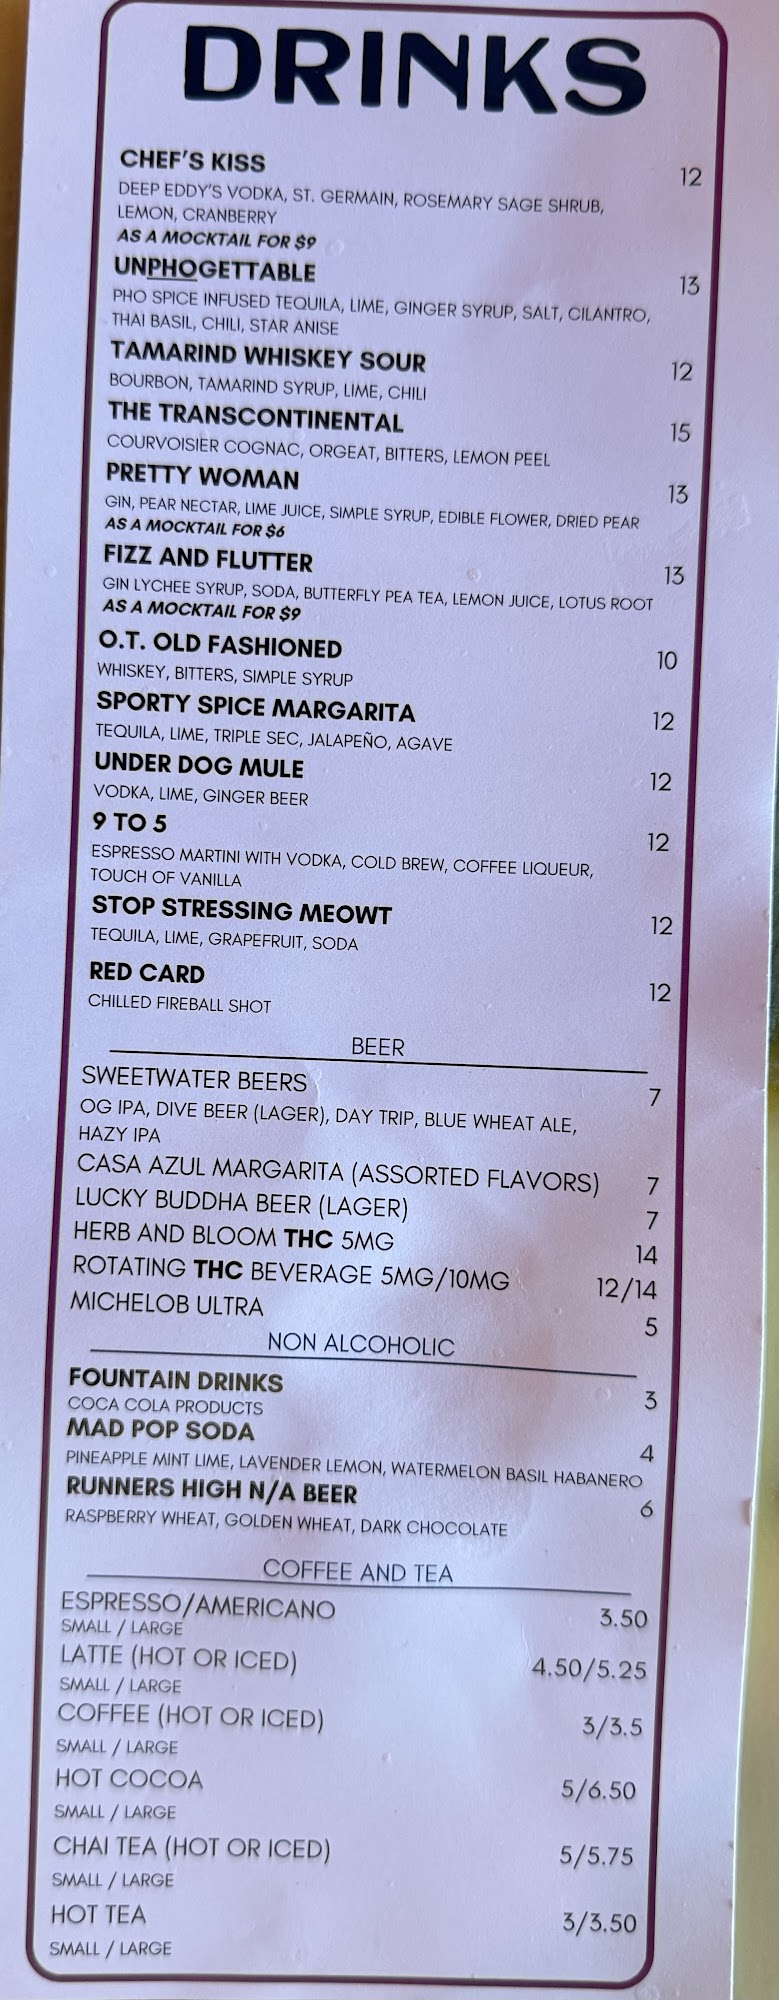 DRINKS
CHEF'S KISS 12
DEEP EDDY'S VODKA, ST. GERMAIN, ROSEMARY SAGE SHRUB,
LEMON, CRANBERRY
AS A MOCKTAIL FOR $9
UNPHOGETTABLE 13
PHO SPICE INFUSED TEQUILA, LIME, GINGER SYRUP, SALT, CILANTRO,
THAI BASIL, CHILI, STAR ANISE
TAMARIND WHISKEY SOUR 12
BOURBON, TAMARIND SYRUP, LIME, CHILI
THE TRANSCONTINENTAL 15
COURVOISIER COGNAC, ORGEAT, BITTERS, LEMON PEEL
PRETTY WOMAN 13
GIN, PEAR NECTAR, LIME JUICE, SIMPLE SYRUP, EDIBLE FLOWER, DRIED PEAR
AS A MOCKTAIL FOR $6
FIZZ AND FLUTTER 13
GIN LYCHEE SYRUP, SODA, BUTTERFLY PEA TEA, LEMON JUICE, LOTUS ROOT
AS A MOCKTAIL FOR $9
O.T. OLD FASHIONED 10
WHISKEY, BITTERS, SIMPLE SYRUP
SPORTY SPICE MARGARITA 12
TEQUILA, LIME, TRIPLE SEC, JALAPEÑO, AGAVE
UNDER DOG MULE 12
VODKA, LIME, GINGER BEER
9 TO 5 12
ESPRESSO MARTINI WITH VODKA, COLD BREW, COFFEE LIQUEUR,
TOUCH OF VANILLA
STOP STRESSING MEOWT 12
TEQUILA, LIME, GRAPEFRUIT, SODA
RED CARD 12
CHILLED FIREBALL SHOT
BEER
SWEETWATER BEERS 7
OG IPA, DIVE BEER (LAGER), DAY TRIP, BLUE WHEAT ALE,
HAZY IPA
CASA AZUL MARGARITA (ASSORTED FLAVORS) 7
LUCKY BUDDHA BEER (LAGER) 7
HERB AND BLOOM THC 5MG 14
ROTATING THC BEVERAGE 5MG/10MG 12/14
MICHELOB ULTRA 5
NON ALCOHOLIC
FOUNTAIN DRINKS 3
COCA COLA PRODUCTS
MAD POP SODA 4
PINEAPPLE MINT LIME, LAVENDER LEMON, WATERMELON BASIL HABANERO
RUNNERS HIGH N/A BEER 6
RASPBERRY WHEAT, GOLDEN WHEAT, DARK CHOCOLATE
COFFEE AND TEA
ESPRESSO/AMERICANO 3.50
SMALL / LARGE
LATTE (HOT OR ICED) 4.50/5.25
SMALL / LARGE
COFFEE (HOT OR ICED) 3/3.5
SMALL / LARGE
HOT COCOA 5/6.50
SMALL / LARGE
CHAI TEA (HOT OR ICED) 5/5.75
SMALL / LARGE
HOT TEA 3/3.50
SMALL / LARGE